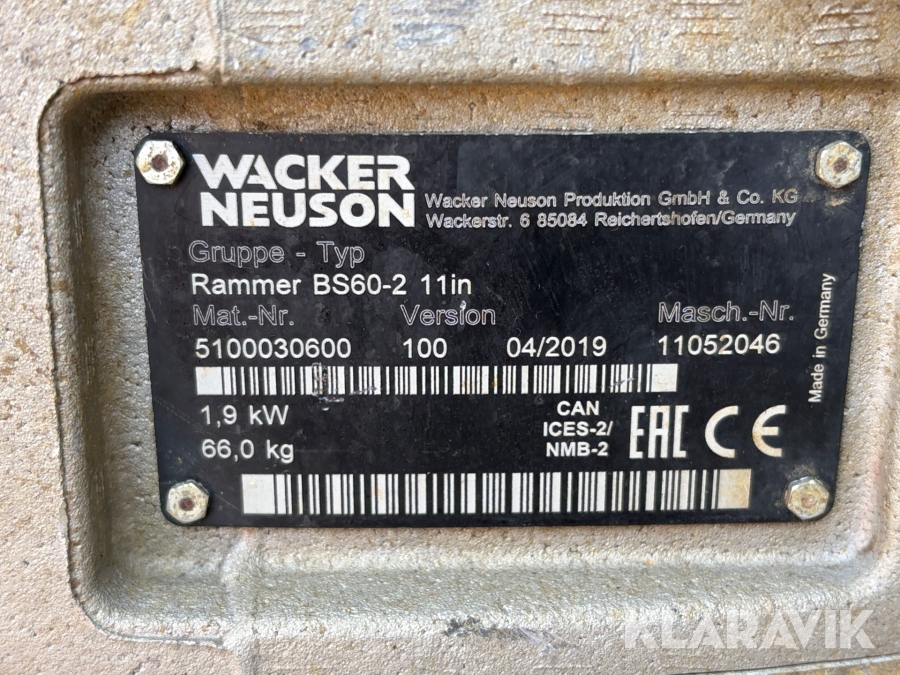 WACKER
NEUSON
Wacker Neuson Produktion GmbH & Co. KG
Wackerstr. 6 85084 Reichertshofen/Germany
Gruppe - Typ
Rammer BS60-2 11in
Mat.-Nr. Version Masch.-Nr.
5100030600 100 04/2019 11052046
1,9 kW
66,0 kg
CAN
ICES-2/
NMB-2
EAC CE
Made in Germany
KLARAVIK